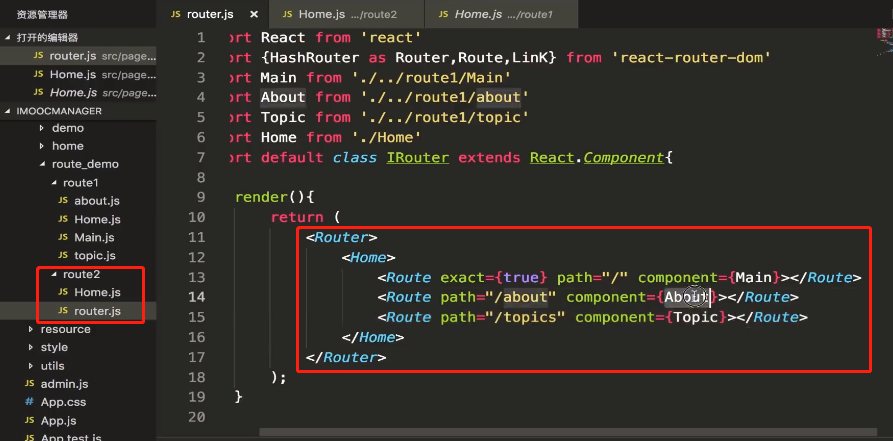 资源管理器
打开的编辑器
JS router.js src/page...
JS Home.js src/page...
JS Home.js src/page...
IMOOCMANAGER
demo
home
route_demo
route1
JS about.js
JS Home.js
JS Main.js
JS topic.js
route2
JS Home.js
JS router.js
resource
style
utils
JS admin.js
# App.css
JS App.js
JS App.test.js
JS router.js ×
JS Home.js .../route2
JS Home.js .../route1
1 ort React from 'react'
2 ort {HashRouter as Router,Route,LinK} from 'react-router-dom'
3 ort Main from './../route1/Main'
4 ort About from './../route1/about'
5 ort Topic from './../route1/topic'
6 ort Home from './Home'
7 ort default class IRouter extends React.Component{
8
9 render(){
10 return (
11 <Router>
12 <Home>
13 <Route exact={true} path="/" component={Main}></Route>
14 <Route path="/about" component={About}></Route>
15 <Route path="/topics" component={Topic}></Route>
16 </Home>
17 </Router>
18 );
19 }
20